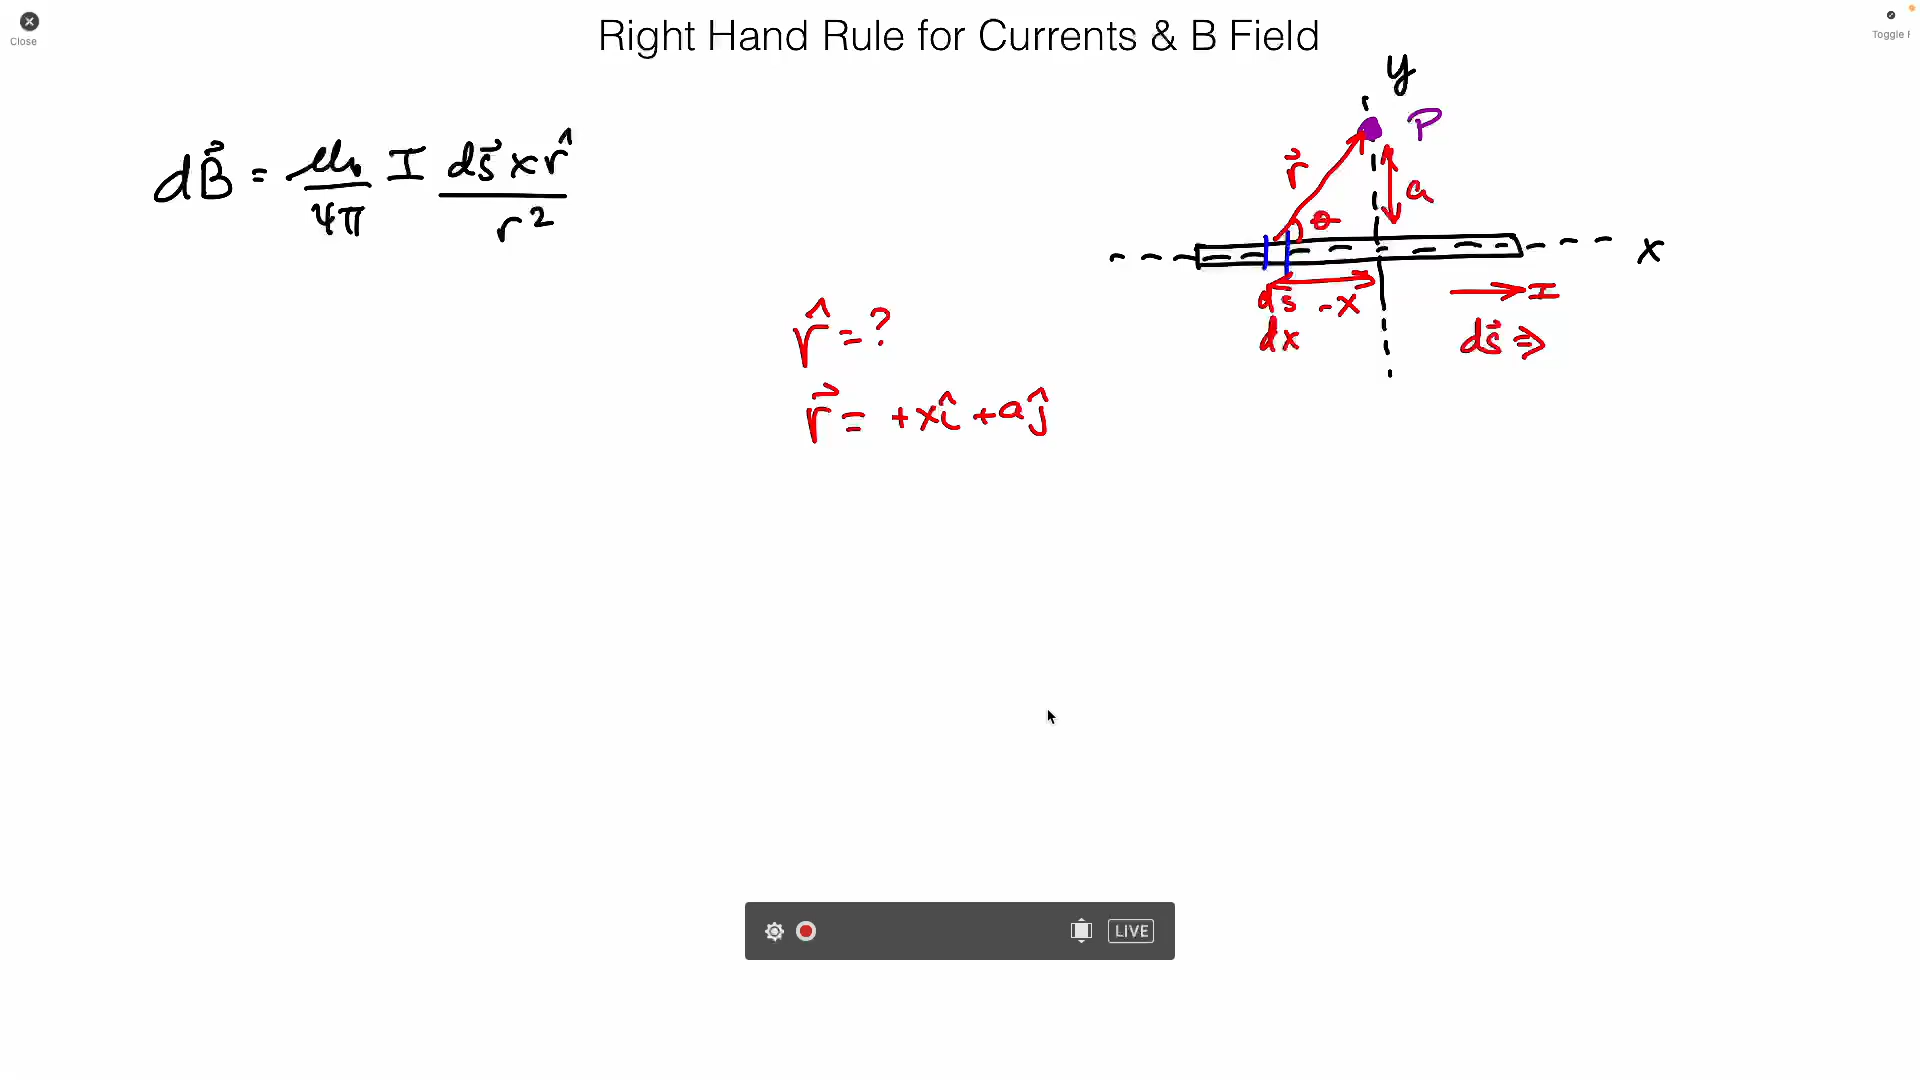 Close
Right Hand Rule for Currents & B Field
Toggle
y
P
dB⃗ = μ₀/4π I ds⃗ x r̂ / r²
r⃗
a
θ
x
ds -x
I
dx
ds⃗ ⇒
r̂ = ?
r⃗ = +xî + aĵ
LIVE